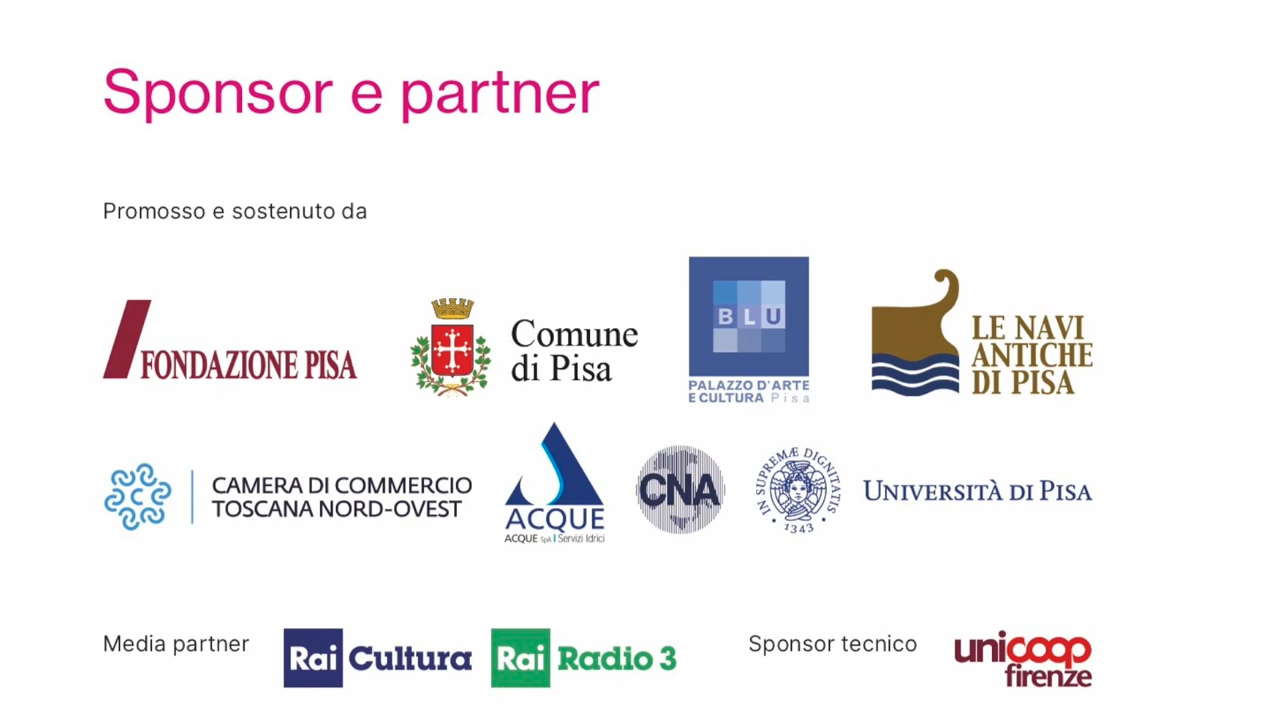 Sponsor e partner
Promosso e sostenuto da
FONDAZIONE PISA
Comune
di Pisa
BLU
PALAZZO D'ARTE
E CULTURA Pisa
LE NAVI
ANTICHE
DI PISA
C
CAMERA DI COMMERCIO
TOSCANA NORD-OVEST
ACQUE
ACQUE SpA | Servizi Idrici
CNA
IN SUPREMÆ DIGNITATIS
• 1343 •
UNIVERSITÀ DI PISA
Media partner
Rai Cultura
Rai Radio 3
Sponsor tecnico
unicoop
firenze